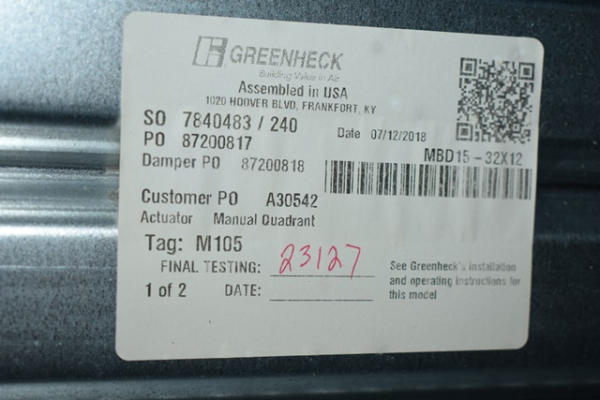 GREENHECK
Building Value in Air
Assembled in USA
1020 HOOVER BLVD, FRANKFORT, KY
SO 7840483 / 240
PO 87200817
Date 07/12/2018
MBD15-32X12
Damper PO 87200818
Customer PO A30542
Actuator Manual Quadrant
Tag: M105
FINAL TESTING: 23127
1 of 2 DATE:
See Greenheck's installation
and operating instructions for
this model